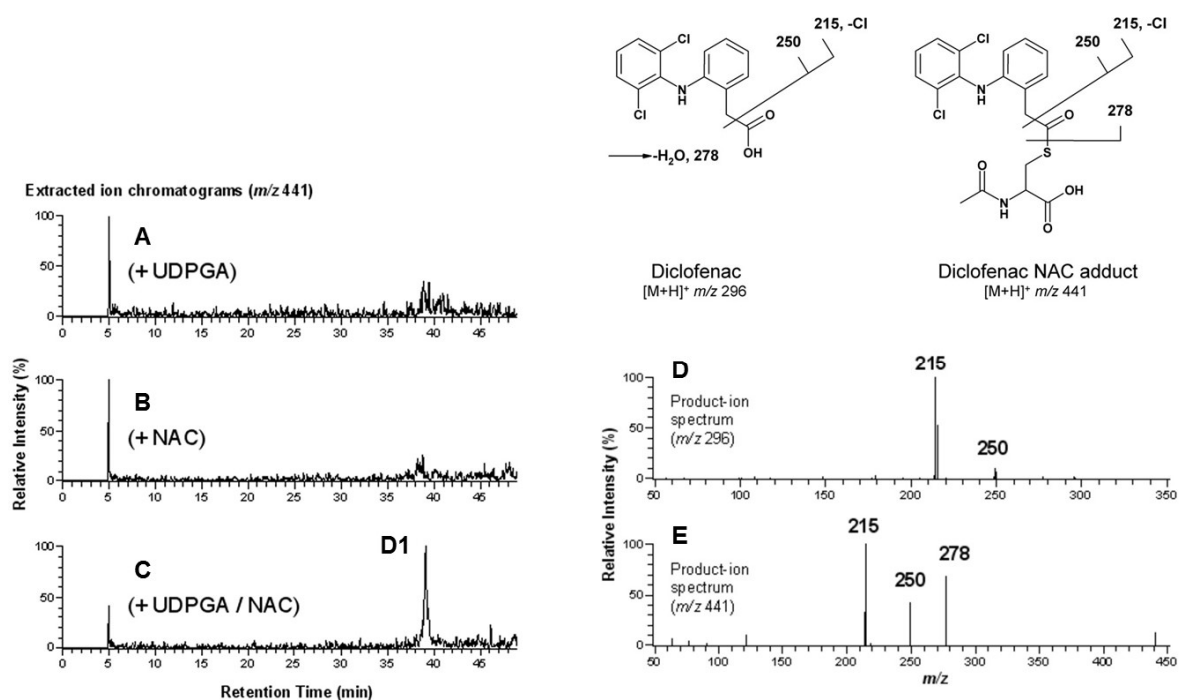 215, -Cl
250
Cl
Cl
N
H
O
OH
-H₂O, 278
Diclofenac
[M+H]⁺ m/z 296
215, -Cl
250
278
Cl
Cl
N
H
O
S
O
N
H
OH
O
Diclofenac NAC adduct
[M+H]⁺ m/z 441
Extracted ion chromatograms (m/z 441)
Relative Intensity (%)
100
50
0
A
(+ UDPGA)
0 5 10 15 20 25 30 35 40 45
100
50
0
B
(+ NAC)
0 5 10 15 20 25 30 35 40 45
100
50
0
C
(+ UDPGA / NAC)
D1
0 5 10 15 20 25 30 35 40 45
Retention Time (min)
Relative Intensity (%)
100
50
0
D
Product-ion
spectrum
(m/z 296)
215
250
50 100 150 200 250 300 350
100
50
0
E
Product-ion
spectrum
(m/z 441)
215
250
278
50 100 150 200 250 300 350 400 450
m/z